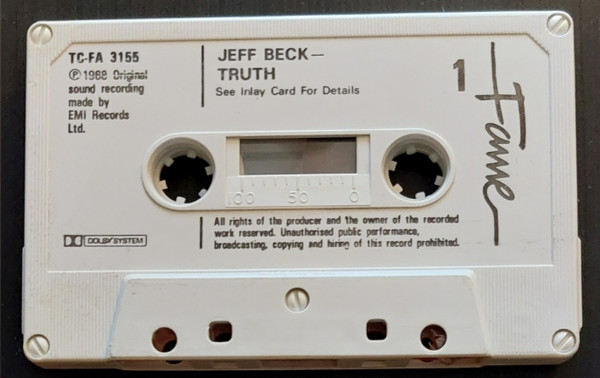 TC-FA 3155
℗ 1968 Original
sound recording
made by
EMI Records
Ltd.
JEFF BECK—
TRUTH
See Inlay Card For Details
1
Fame
100 50 0
DOLBY SYSTEM
All rights of the producer and the owner of the recorded
work reserved. Unauthorised public performance,
broadcasting, copying and hiring of this record prohibited.